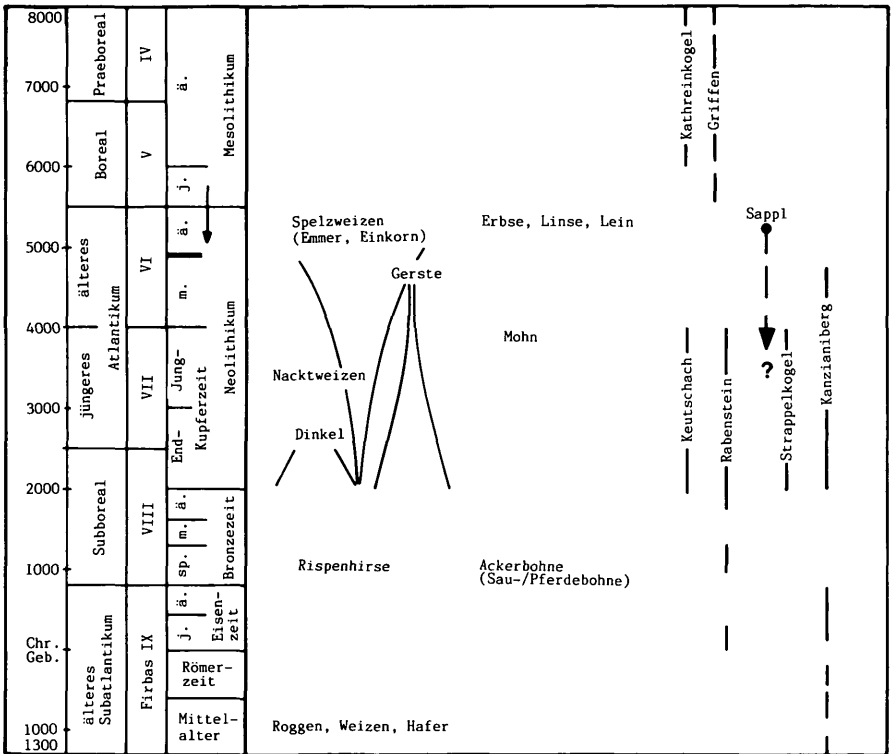 8000
7000
6000
5000
4000
3000
2000
1000
Chr.
Geb.
1000
1300
Praeboreal
Boreal
älteres
Atlantikum
jüngeres
Subboreal
älteres
Subatlantikum
IV
V
VI
VII
VIII
Firbas IX
ä.
j.
Mesolithikum
ä.
m.
Jung-
End-
Kupferzeit
Neolithikum
ä.
m.
sp.
Bronzezeit
ä.
j.
Eisen-
zeit
Römer-
zeit
Mittel-
alter
Spelzweizen
(Emmer, Einkorn)
Gerste
Nacktweizen
Dinkel
Rispenhirse
Roggen, Weizen, Hafer
Erbse, Linse, Lein
Mohn
Ackerbohne
(Sau-/Pferdebohne)
Kathreinkogel
Griffen
Sappl
?
Keutschach
Rabenstein
Strappelkogel
Kanzianiberg